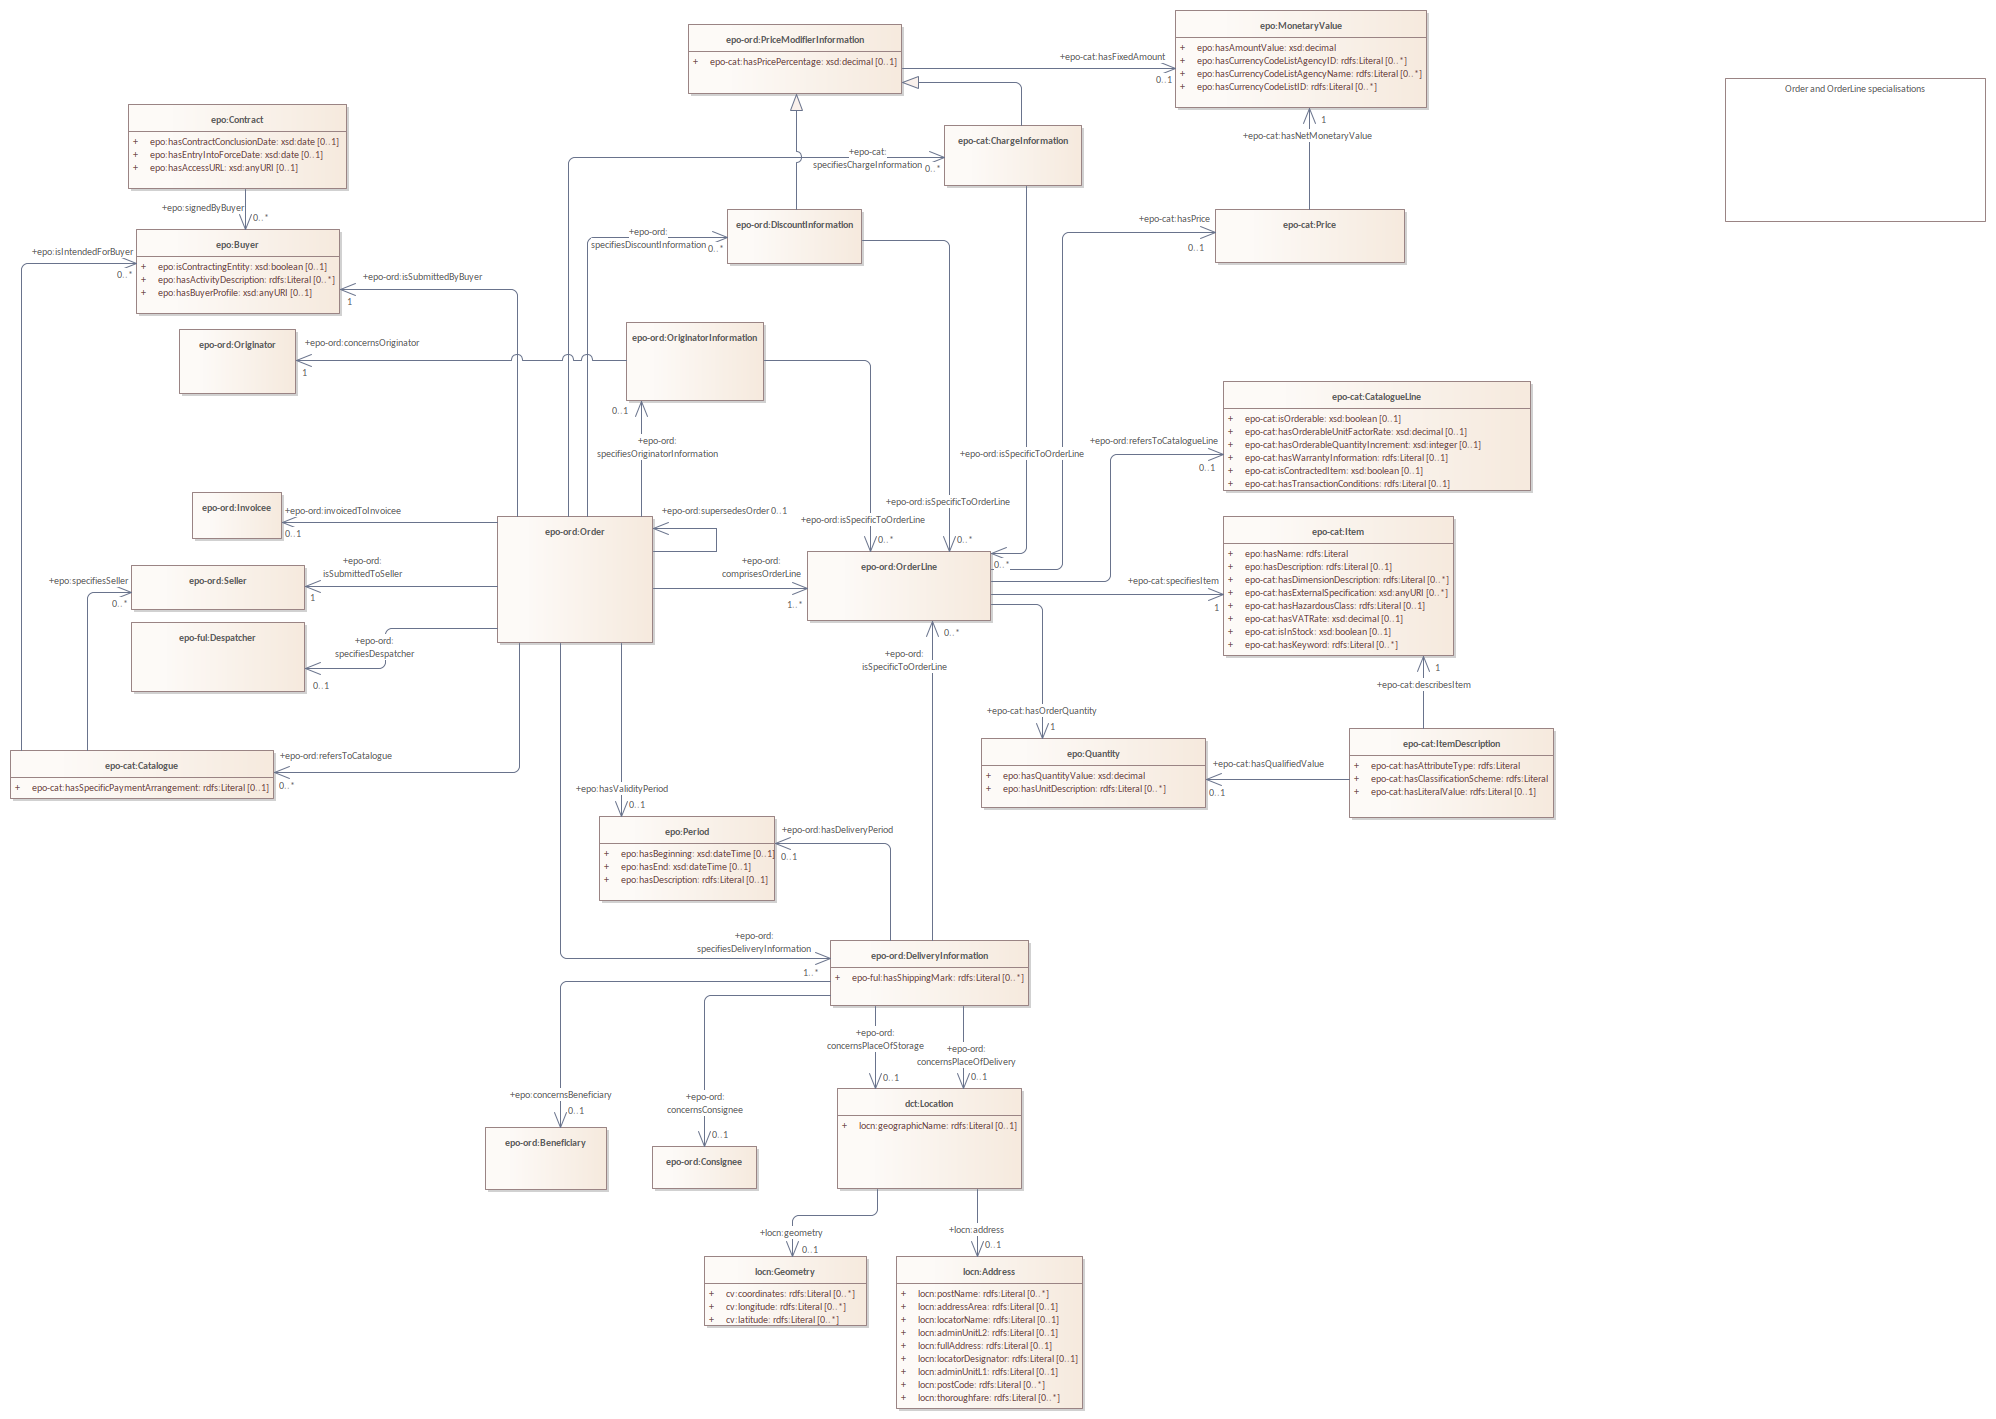 epo-ord:PriceModifierInformation
+ epo-cat:hasPricePercentage: xsd:decimal [0..1]
+epo-cat:hasFixedAmount
0..1
epo:MonetaryValue
+ epo:hasAmountValue: xsd:decimal
+ epo:hasCurrencyCodeListAgencyID: rdfs:Literal [0..*]
+ epo:hasCurrencyCodeListAgencyName: rdfs:Literal [0..*]
+ epo:hasCurrencyCodeListID: rdfs:Literal [0..*]
Order and OrderLine specialisations
1
+epo-cat:hasNetMonetaryValue
epo:Contract
+ epo:hasContractConclusionDate: xsd:date [0..1]
+ epo:hasEntryIntoForceDate: xsd:date [0..1]
+ epo:hasAccessURL: xsd:anyURI [0..1]
epo-cat:ChargeInformation
+epo-cat:
specifiesChargeInformation
0..*
+epo:signedByBuyer
0..*
epo:Buyer
+ epo:isContractingEntity: xsd:boolean [0..1]
+ epo:hasActivityDescription: rdfs:Literal [0..*]
+ epo:hasBuyerProfile: xsd:anyURI [0..1]
+epo:isIntendedForBuyer
0..*
+epo-ord:isSubmittedByBuyer
1
+epo-ord:
specifiesDiscountInformation
0..*
epo-ord:DiscountInformation
+epo-cat:hasPrice
0..1
epo-cat:Price
epo-ord:Originator
+epo-ord:concernsOriginator
1
epo-ord:OriginatorInformation
0..1
+epo-ord:
specifiesOriginatorInformation
epo-cat:CatalogueLine
+ epo-cat:isOrderable: xsd:boolean [0..1]
+ epo-cat:hasOrderableUnitFactorRate: xsd:decimal [0..1]
+ epo-cat:hasOrderableQuantityIncrement: xsd:integer [0..1]
+ epo-cat:hasWarrantyInformation: rdfs:Literal [0..1]
+ epo-cat:isContractedItem: xsd:boolean [0..1]
+ epo-cat:hasTransactionConditions: rdfs:Literal [0..1]
+epo-ord:refersToCatalogueLine
0..1
+epo-ord:isSpecificToOrderLine
+epo-ord:isSpecificToOrderLine
+epo-ord:isSpecificToOrderLine
0..*
0..*
0..*
epo-ord:Invoicee
+epo-ord:invoicedToInvoicee
0..1
epo-ord:Order
+epo-ord:supersedesOrder 0..1
+epo-ord:
comprisesOrderLine
1..*
epo-ord:OrderLine
epo-cat:Item
+ epo:hasName: rdfs:Literal
+ epo:hasDescription: rdfs:Literal [0..1]
+ epo-cat:hasDimensionDescription: rdfs:Literal [0..*]
+ epo-cat:hasExternalSpecification: xsd:anyURI [0..*]
+ epo-cat:hasHazardousClass: rdfs:Literal [0..1]
+ epo-cat:hasVATRate: xsd:decimal [0..1]
+ epo-cat:isInStock: xsd:boolean [0..1]
+ epo-cat:hasKeyword: rdfs:Literal [0..*]
+epo-cat:specifiesItem
1
+epo:specifiesSeller
0..*
epo-ord:Seller
+epo-ord:
isSubmittedToSeller
1
epo-ful:Despatcher
+epo-ord:
specifiesDespatcher
0..1
0..*
+epo-ord:
isSpecificToOrderLine
1
+epo-cat:describesItem
+epo-cat:hasOrderQuantity
1
epo:Quantity
+ epo:hasQuantityValue: xsd:decimal
+ epo:hasUnitDescription: rdfs:Literal [0..*]
+epo-cat:hasQualifiedValue
0..1
epo-cat:ItemDescription
+ epo-cat:hasAttributeType: rdfs:Literal
+ epo-cat:hasClassificationScheme: rdfs:Literal
+ epo-cat:hasLiteralValue: rdfs:Literal [0..1]
epo-cat:Catalogue
+ epo-cat:hasSpecificPaymentArrangement: rdfs:Literal [0..1]
+epo-ord:refersToCatalogue
0..*
+epo:hasValidityPeriod
0..1
epo:Period
+ epo:hasBeginning: xsd:dateTime [0..1]
+ epo:hasEnd: xsd:dateTime [0..1]
+ epo:hasDescription: rdfs:Literal [0..1]
+epo-ord:hasDeliveryPeriod
0..1
+epo-ord:
specifiesDeliveryInformation
1..*
epo-ord:DeliveryInformation
+ epo-ful:hasShippingMark: rdfs:Literal [0..*]
+epo-ord:
concernsPlaceOfStorage
0..1
+epo-ord:
concernsPlaceOfDelivery
0..1
+epo:concernsBeneficiary
0..1
epo-ord:Beneficiary
+epo-ord:
concernsConsignee
0..1
epo-ord:Consignee
dct:Location
+ locn:geographicName: rdfs:Literal [0..1]
+locn:geometry
0..1
+locn:address
0..1
locn:Geometry
+ cv:coordinates: rdfs:Literal [0..*]
+ cv:longitude: rdfs:Literal [0..*]
+ cv:latitude: rdfs:Literal [0..*]
locn:Address
+ locn:postName: rdfs:Literal [0..*]
+ locn:addressArea: rdfs:Literal [0..1]
+ locn:locatorName: rdfs:Literal [0..1]
+ locn:adminUnitL2: rdfs:Literal [0..1]
+ locn:fullAddress: rdfs:Literal [0..1]
+ locn:locatorDesignator: rdfs:Literal [0..1]
+ locn:adminUnitL1: rdfs:Literal [0..1]
+ locn:postCode: rdfs:Literal [0..*]
+ locn:thoroughfare: rdfs:Literal [0..*]